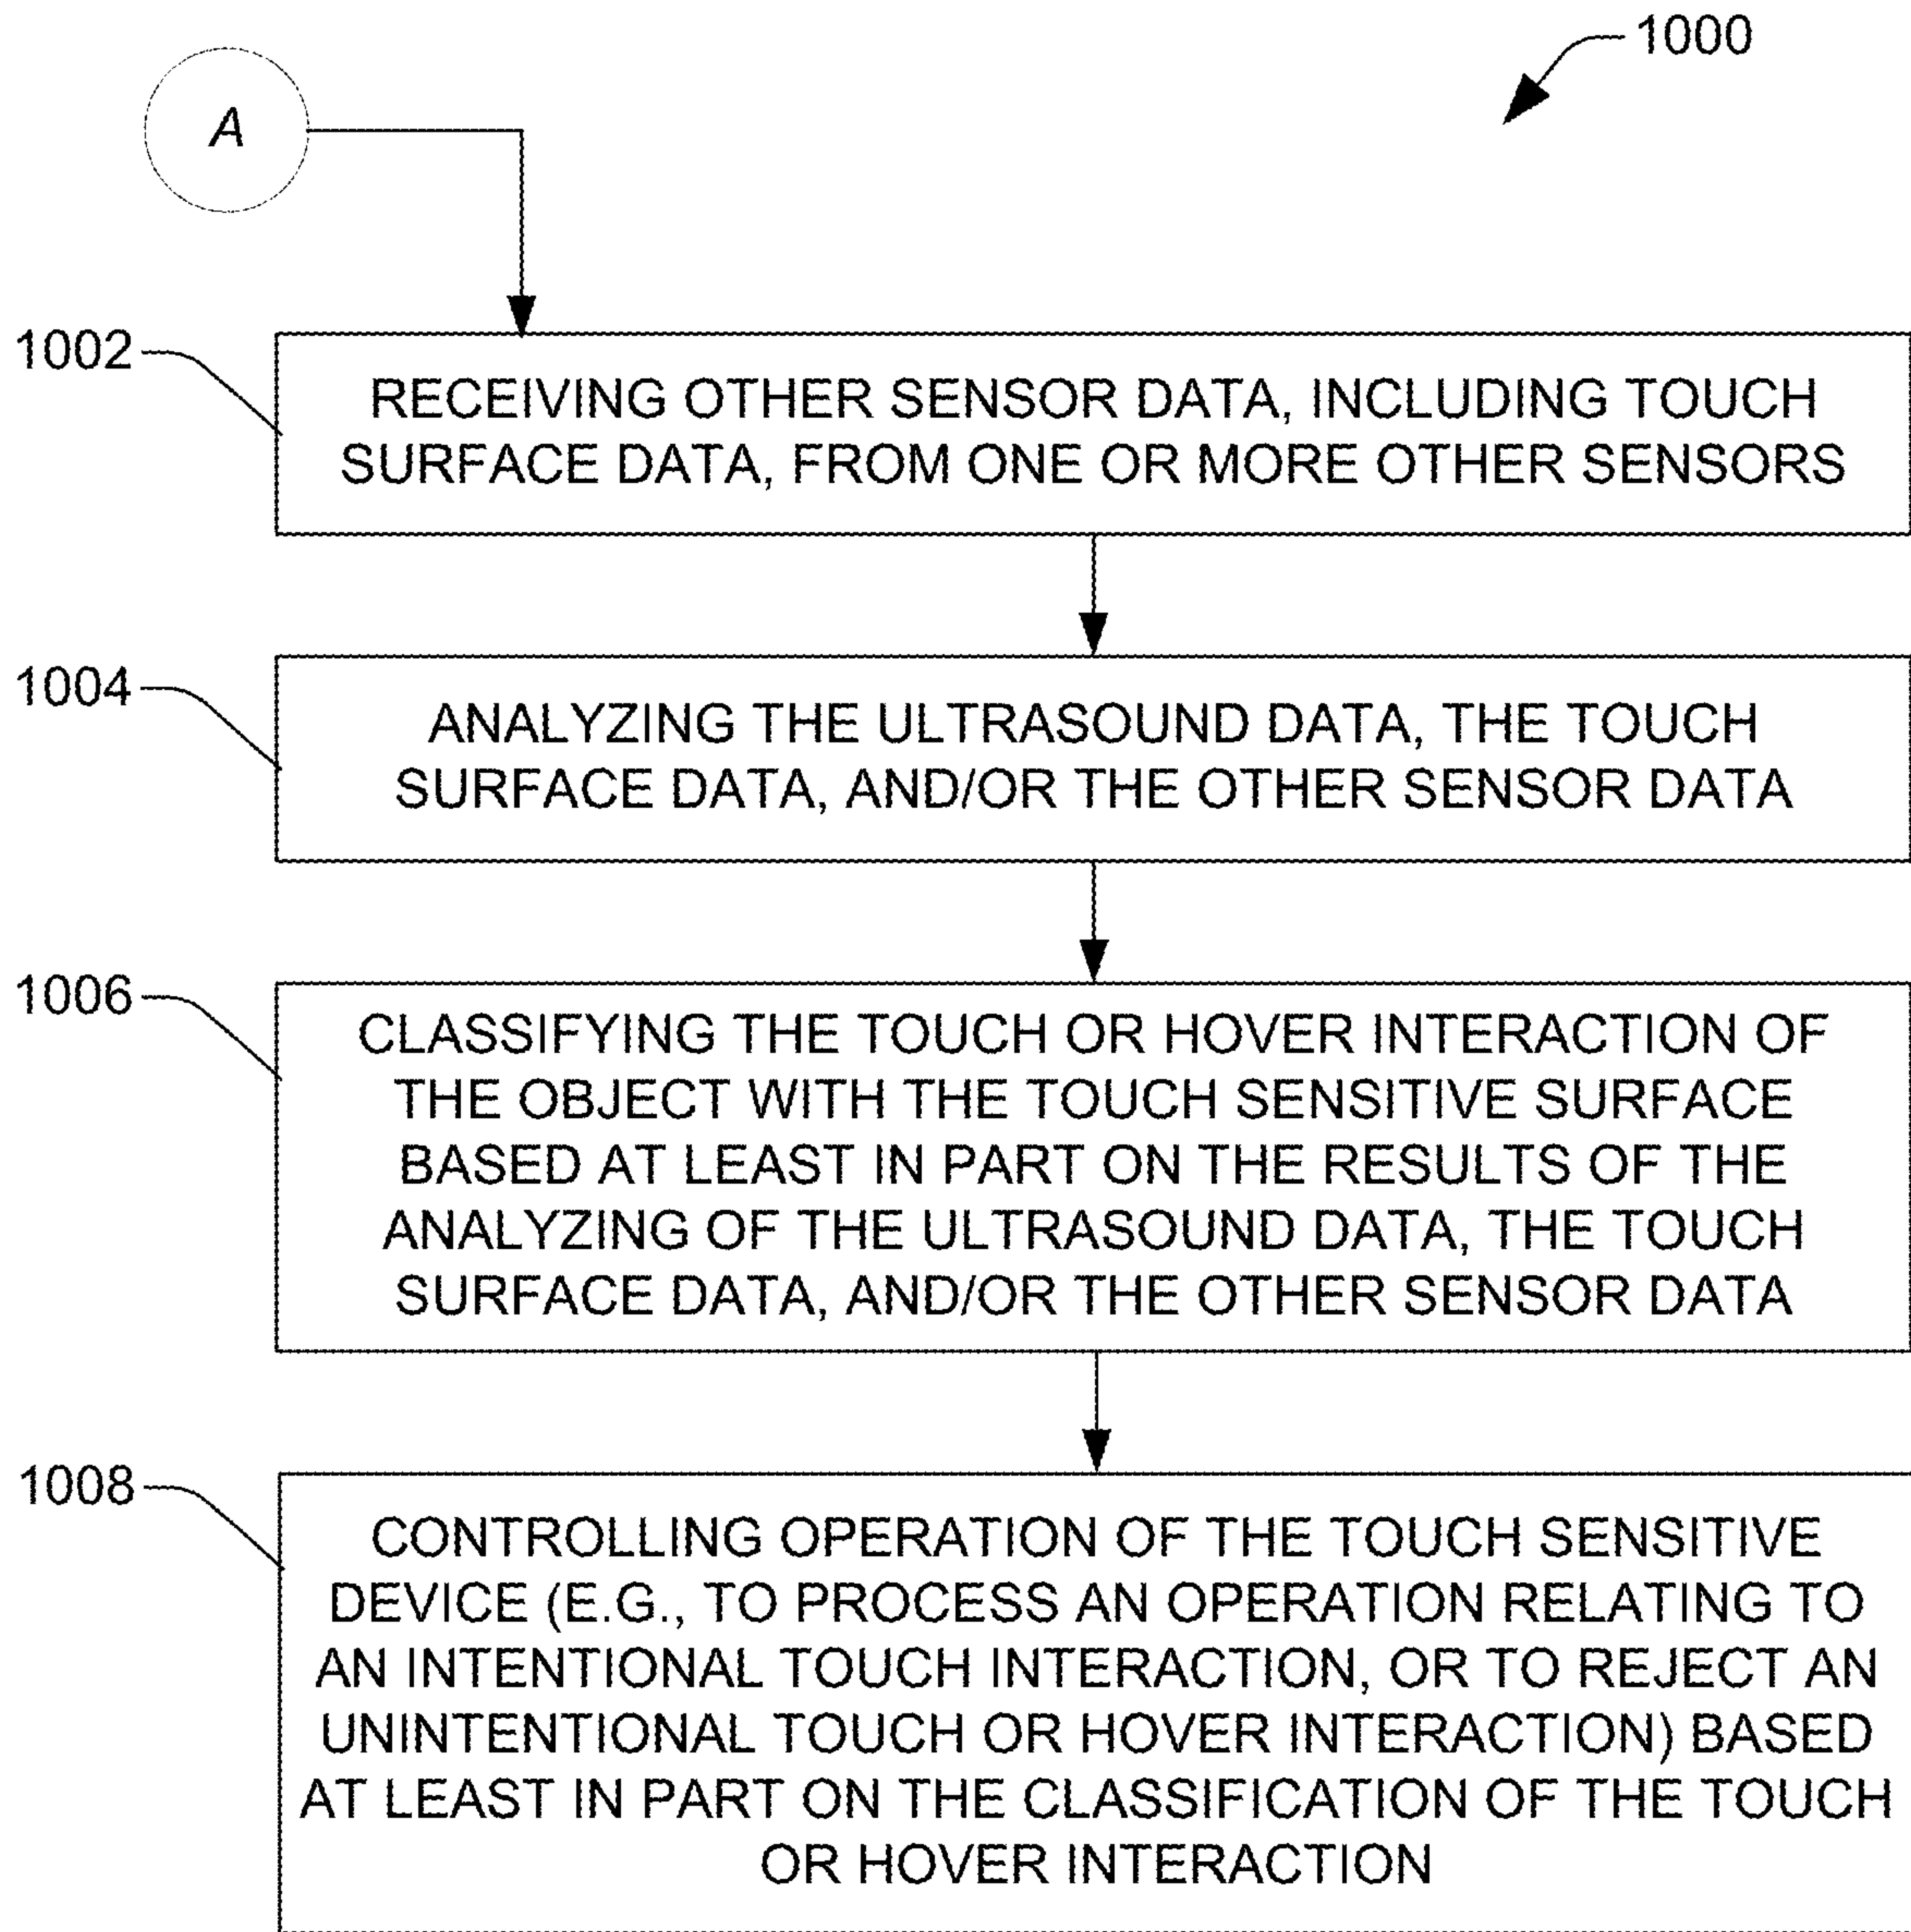 1000
A
1002
RECEIVING OTHER SENSOR DATA, INCLUDING TOUCH
SURFACE DATA, FROM ONE OR MORE OTHER SENSORS
1004
ANALYZING THE ULTRASOUND DATA, THE TOUCH
SURFACE DATA, AND/OR THE OTHER SENSOR DATA
1006
CLASSIFYING THE TOUCH OR HOVER INTERACTION OF
THE OBJECT WITH THE TOUCH SENSITIVE SURFACE
BASED AT LEAST IN PART ON THE RESULTS OF THE
ANALYZING OF THE ULTRASOUND DATA, THE TOUCH
SURFACE DATA, AND/OR THE OTHER SENSOR DATA
1008
CONTROLLING OPERATION OF THE TOUCH SENSITIVE
DEVICE (E.G., TO PROCESS AN OPERATION RELATING TO
AN INTENTIONAL TOUCH INTERACTION, OR TO REJECT AN
UNINTENTIONAL TOUCH OR HOVER INTERACTION) BASED
AT LEAST IN PART ON THE CLASSIFICATION OF THE TOUCH
OR HOVER INTERACTION